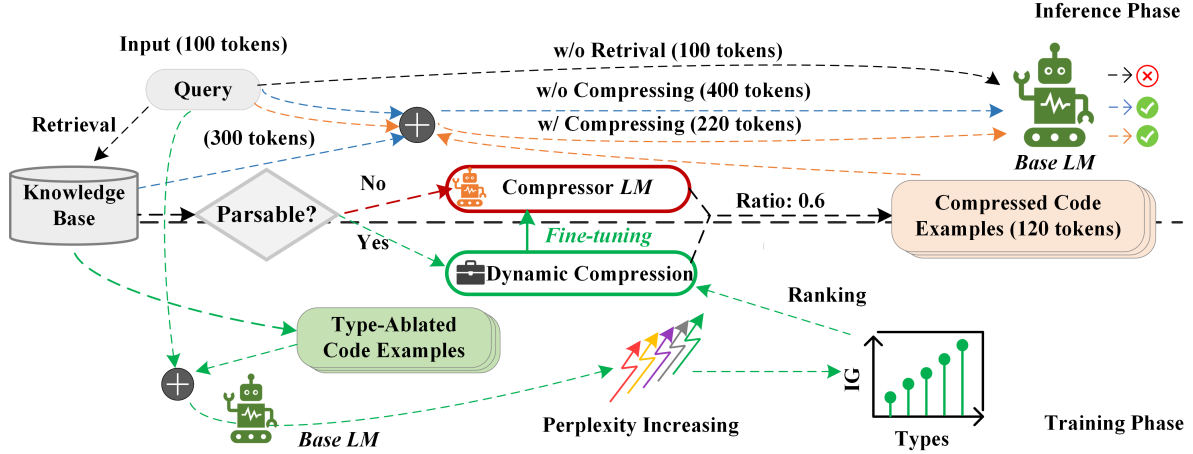 Inference Phase
Input (100 tokens)
w/o Retrival (100 tokens)
Query
w/o Compressing (400 tokens)
Retrieval
(300 tokens)
w/ Compressing (220 tokens)
Base LM
Knowledge
Base
Parsable?
No
Yes
Compressor LM
Ratio: 0.6
Compressed Code
Examples (120 tokens)
Fine-tuning
Dynamic Compression
Ranking
Type-Ablated
Code Examples
Base LM
Perplexity Increasing
IG
Types
Training Phase